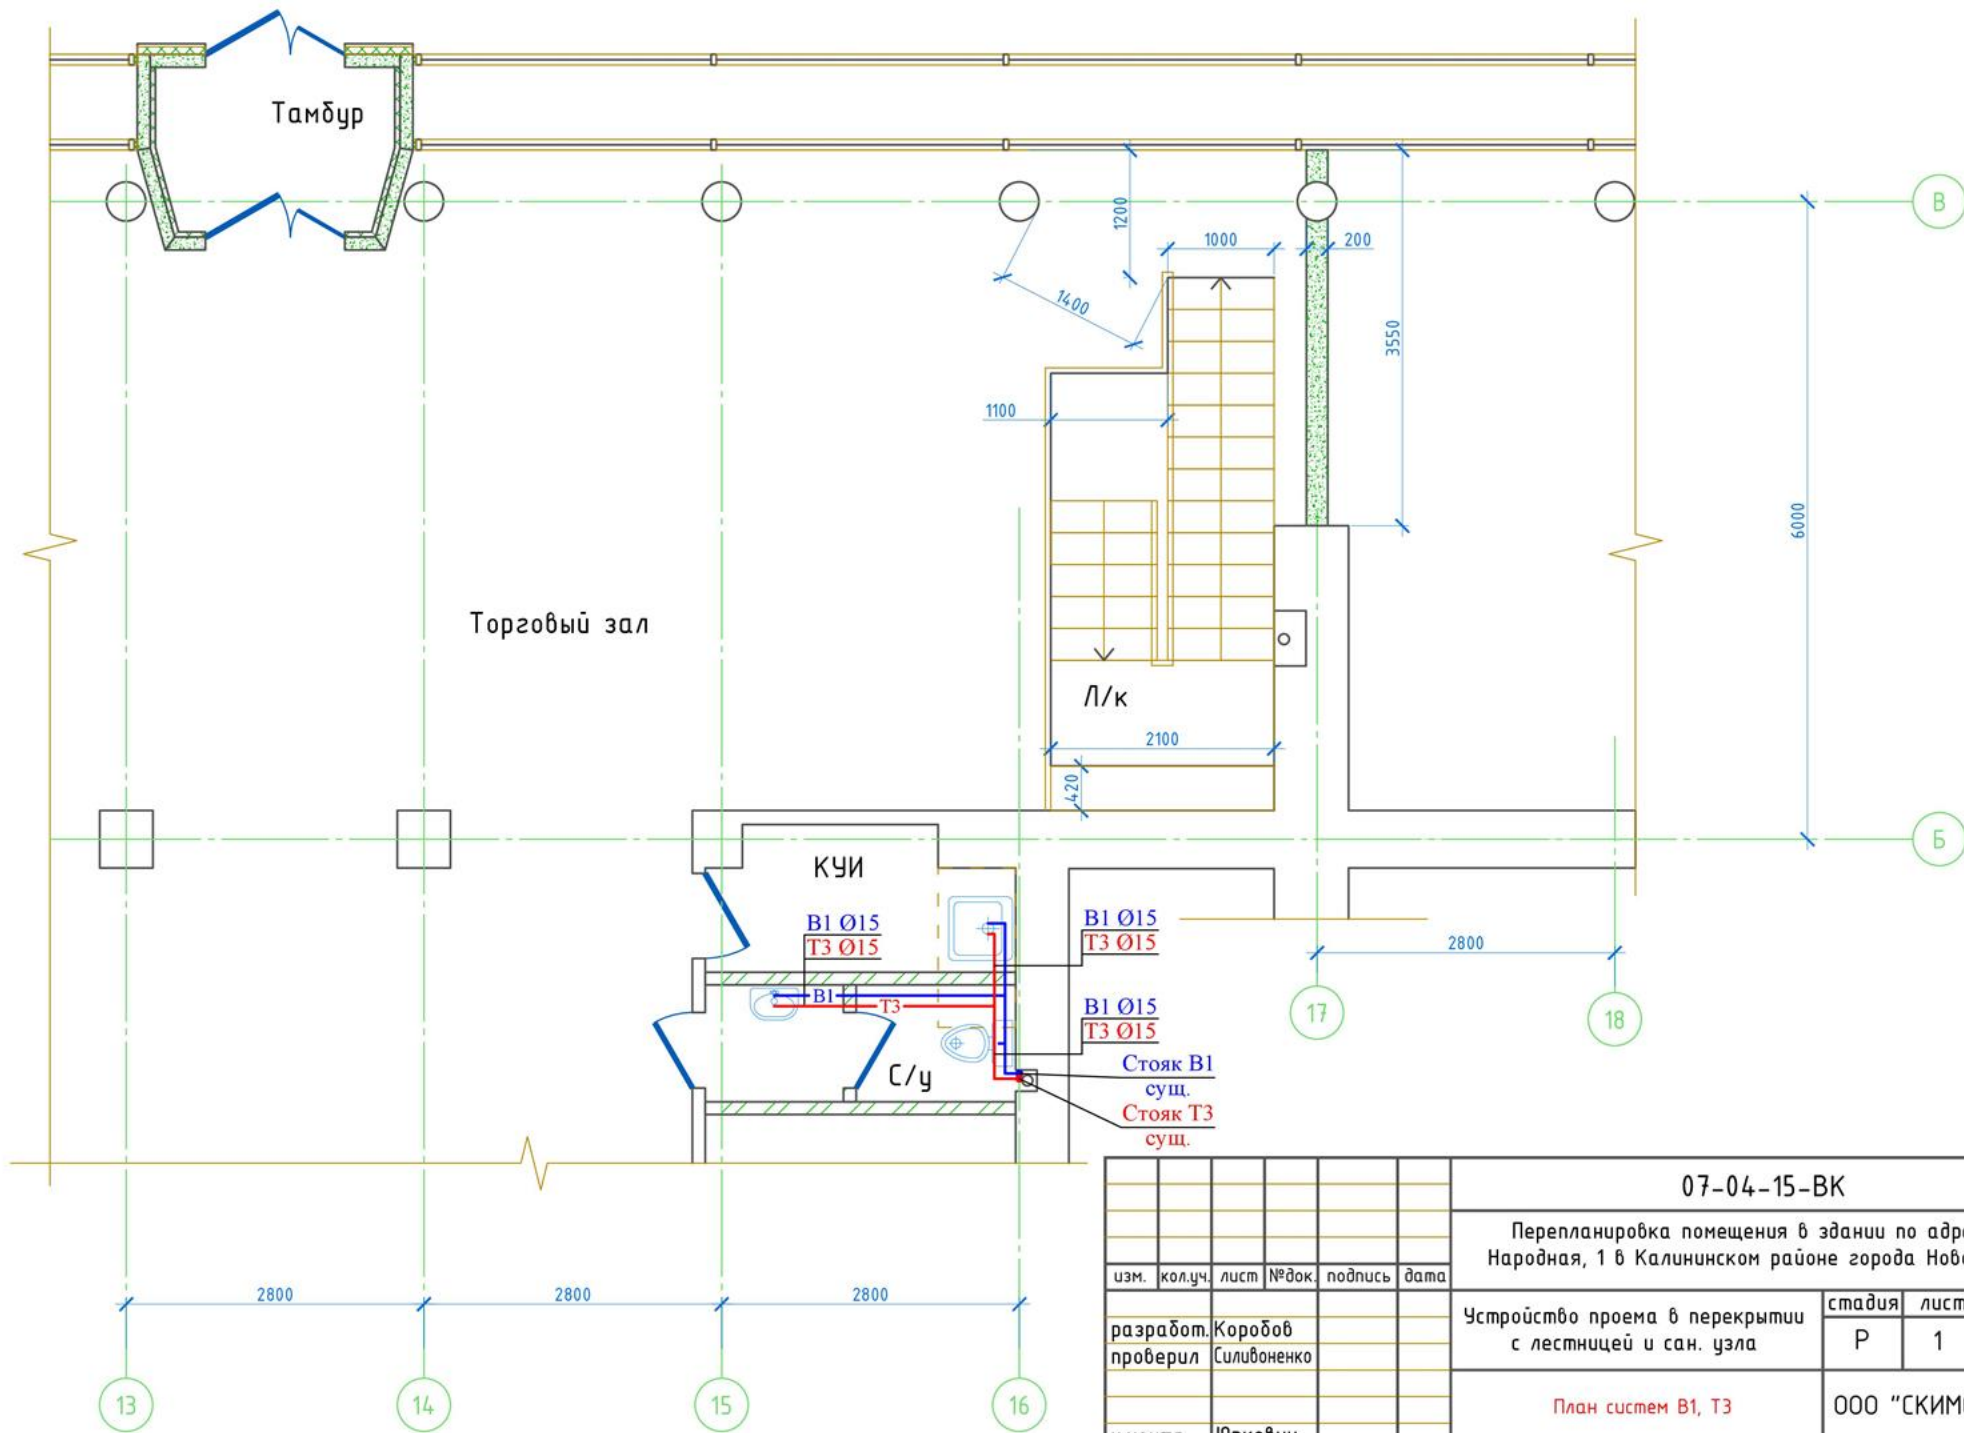 Тамбур
В
1200
1000
200
1400
3550
1100
6000
Торговый зал
Л/к
2100
420
Б
КУИ
В1 Ø15
Т3 Ø15
В1 Ø15
Т3 Ø15
2800
В1
Т3
В1 Ø15
Т3 Ø15
17
18
С/у
Стояк В1
сущ.
Стояк Т3
сущ.
07-04-15-ВК
Перепланировка помещения в здании по адр
Народная, 1 в Калининском районе города Нов
изм. кол.уч. лист №док. подпись дата
2800 2800 2800
Устройство проема в перекрытии
с лестницей и сан. узла
стадия лист
Р 1
разработ. Коробов
проверил Силивоненко
План систем В1, Т3
ООО "СКИМ
13 14 15 16